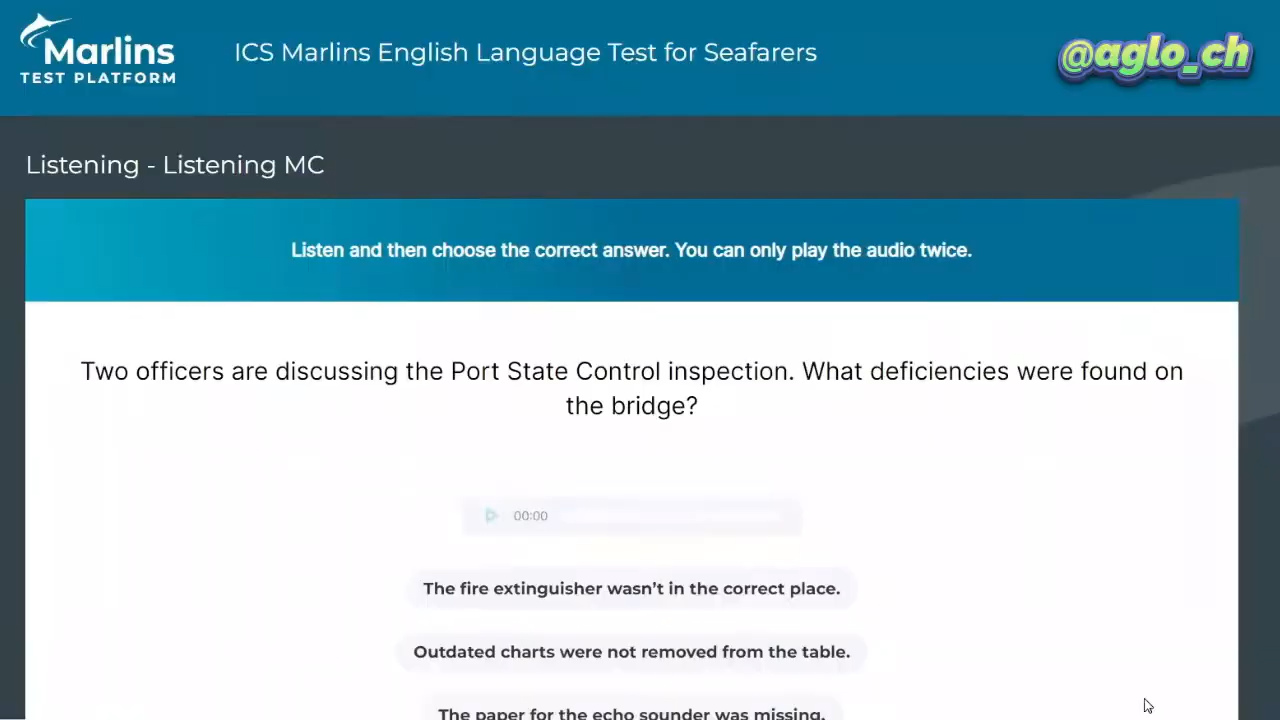 Marlins
TEST PLATFORM
ICS Marlins English Language Test for Seafarers
@aglo_ch
Listening - Listening MC
Listen and then choose the correct answer. You can only play the audio twice.
Two officers are discussing the Port State Control inspection. What deficiencies were found on
the bridge?
00:00
The fire extinguisher wasn’t in the correct place.
Outdated charts were not removed from the table.
The paper for the echo sounder was missing.